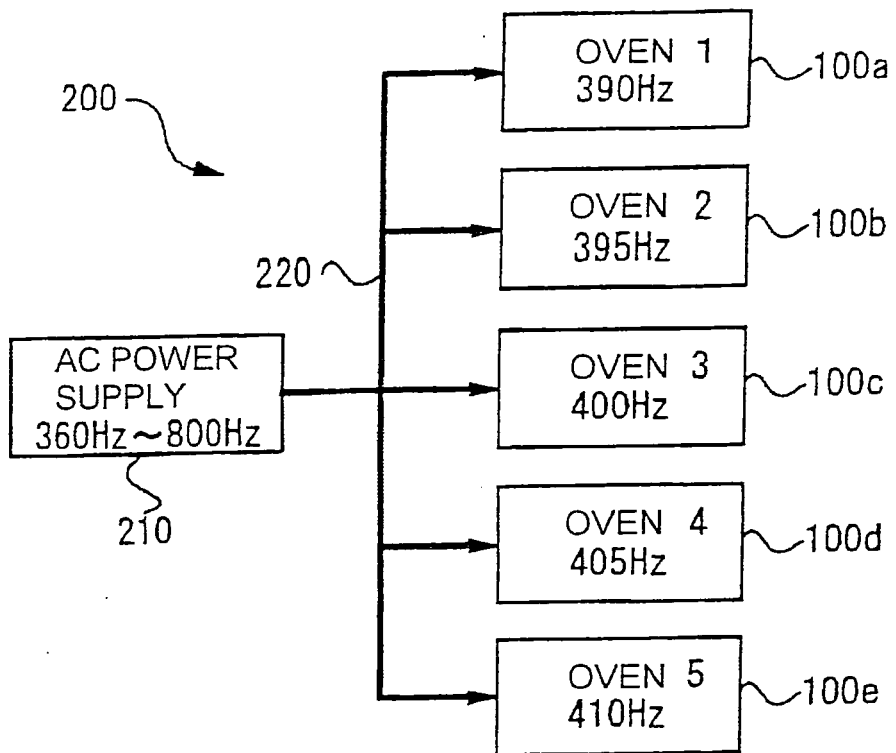 OVEN 1
390Hz
100a
200
OVEN 2
395Hz
100b
220
AC POWER
SUPPLY
360Hz~800Hz
210
OVEN 3
400Hz
100c
OVEN 4
405Hz
100d
OVEN 5
410Hz
100e